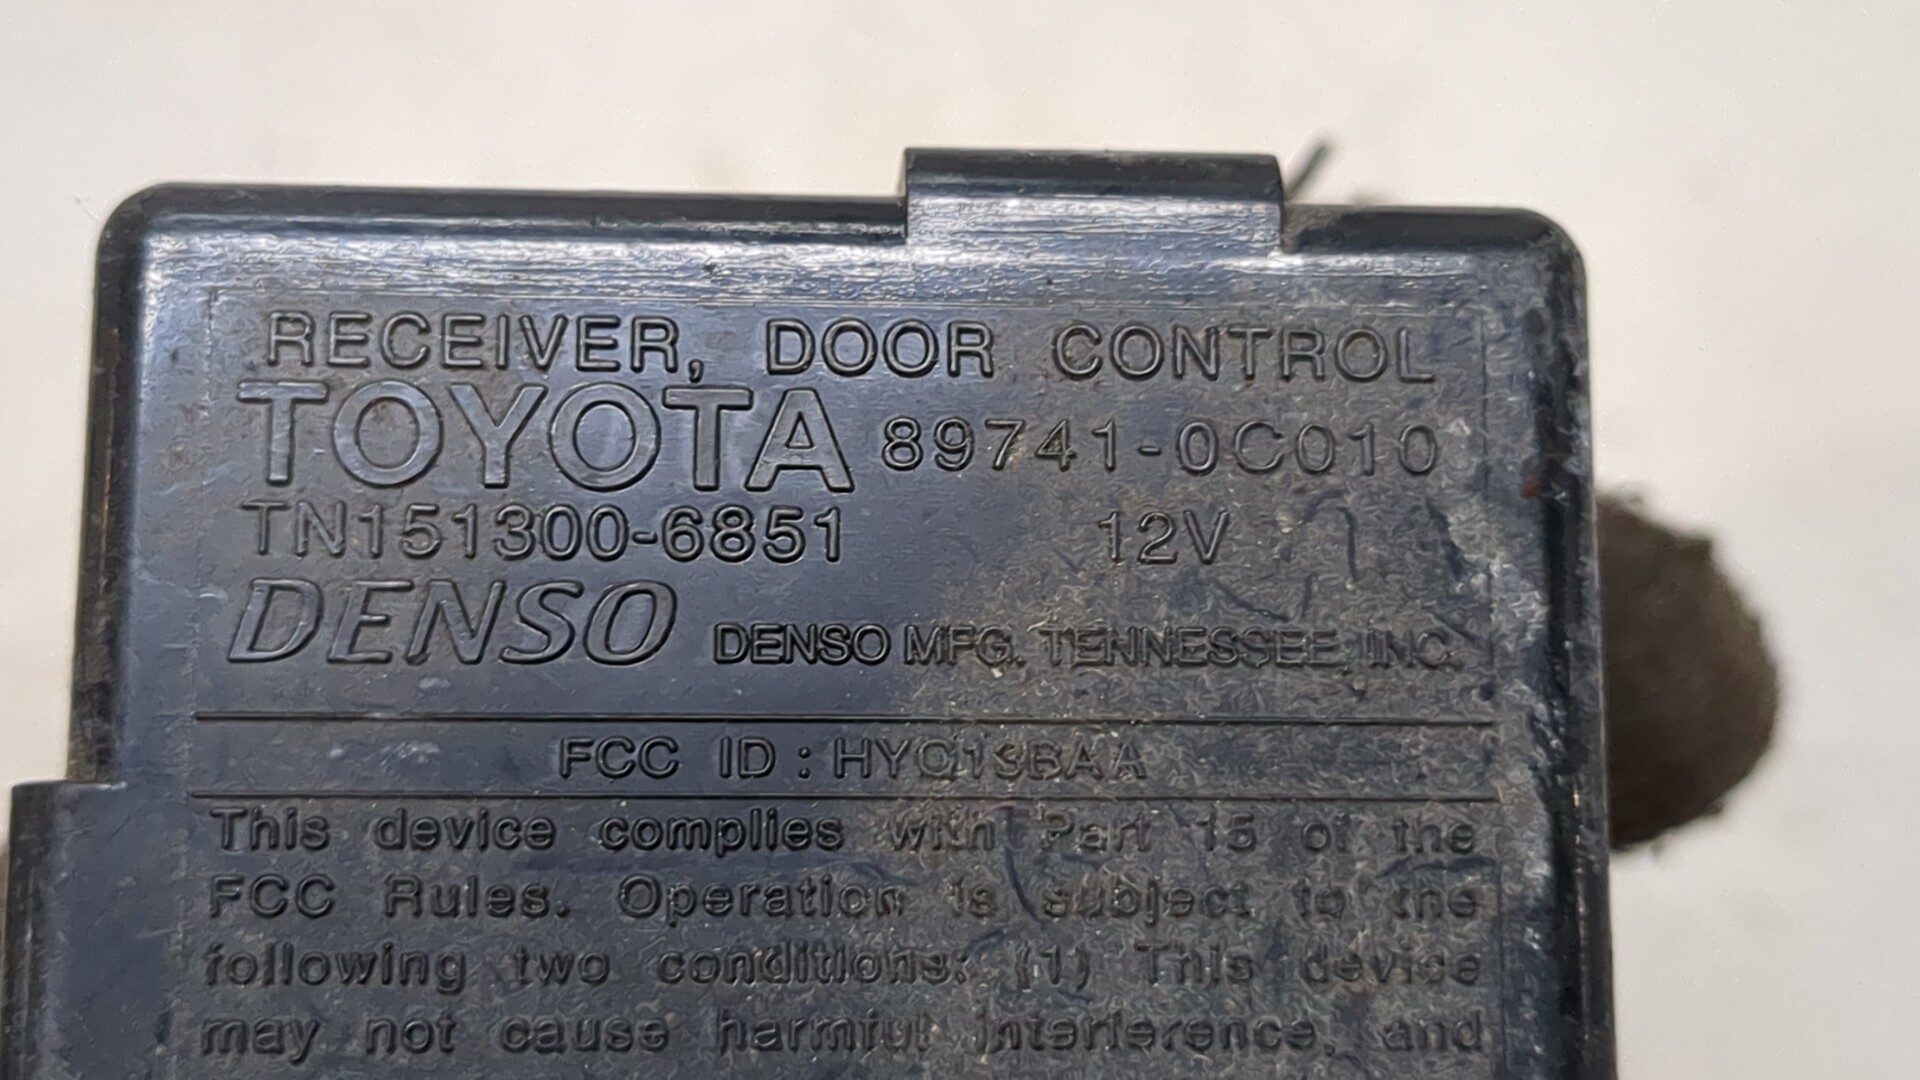 RECEIVER, DOOR CONTROL
TOYOTA 89741-0C010
TN151300-6851 12V
DENSO DENSO MFG. TENNESSEE, INC.
FCC ID : HYQ13BAA
This device complies with Part 15 of the
FCC Rules. Operation is subject to the
following two conditions: (1) This device
may not cause harmful interference, and